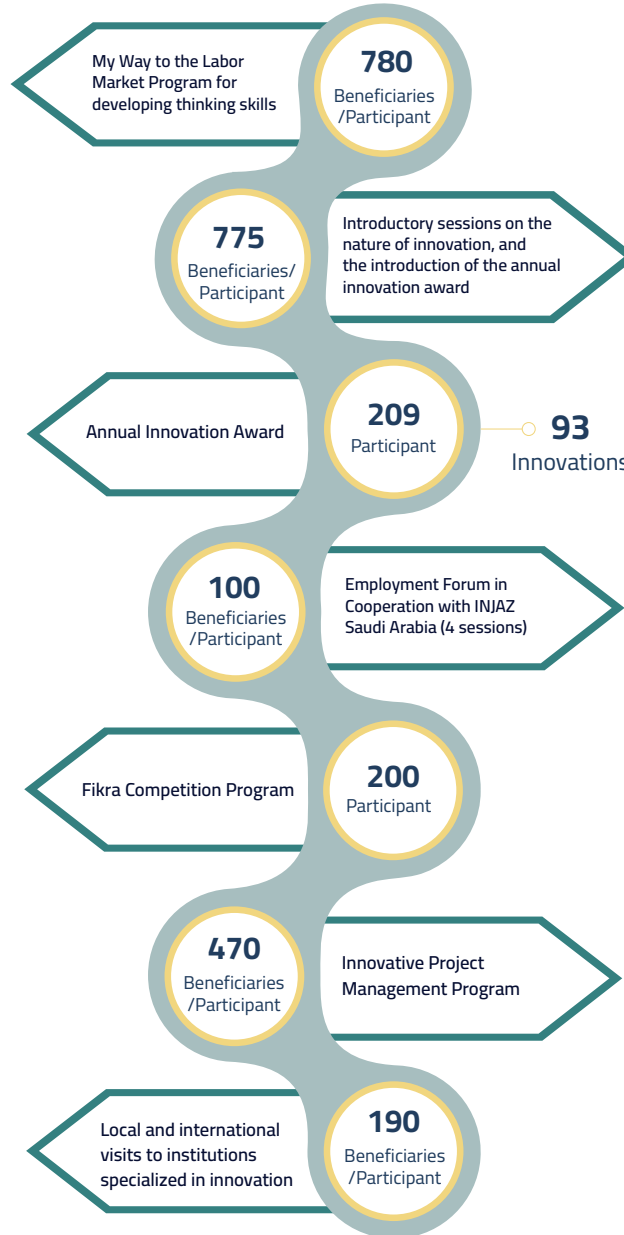 My Way to the Labor
Market Program for
developing thinking skills
780
Beneficiaries
/Participant
775
Beneficiaries/
Participant
Introductory sessions on the
nature of innovation, and
the introduction of the annual
innovation award
Annual Innovation Award
209
Participant
93
Innovations
100
Beneficiaries
/Participant
Employment Forum in
Cooperation with INJAZ
Saudi Arabia (4 sessions)
Fikra Competition Program
200
Participant
470
Beneficiaries
/Participant
Innovative Project
Management Program
Local and international
visits to institutions
specialized in innovation
190
Beneficiaries
/Participant